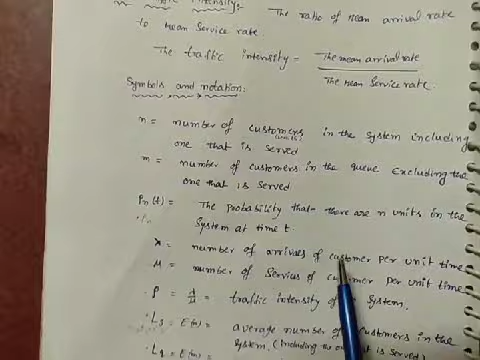 Intensity:- The ratio of Mean arrival rate
to Mean Service rate.
The traffic intensity = The mean arrival rate
The mean Service rate.
Symbols and notation:
n = number of customers in the System including
(units)
one that is served
m = number of customers in the queue Excluding the
one that is served
Pn(t) = The probability that there are n units in the
System at time t.
λ = number of arrives of customer per unit time
μ = number of Servies of customer per unit time
ρ = λ/μ = traffic intensity of System.
Ls = E(n) = average number of customers in the
System. (including the is served)
Lq = E(m) =